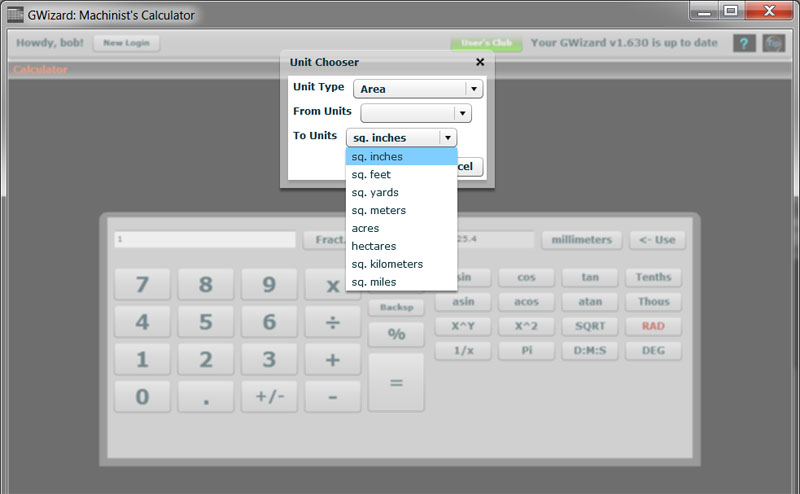 GWizard: Machinist's Calculator
Howdy, bob! New Login User's Club Your GWizard v1.630 is up to date ?
Calculator
Unit Chooser
Unit Type Area
From Units
To Units sq. inches
sq. inches
sq. feet
sq. yards
sq. meters
acres
hectares
sq. kilometers
sq. miles
1 Fract. 25.4 millimeters <- Use
7 8 9 x cos tan Tenths
Backsp asin acos atan Thous
4 5 6 ÷ % X^Y X^2 SQRT RAD
1 2 3 + = 1/x Pi D:M:S DEG
0 . +/- -